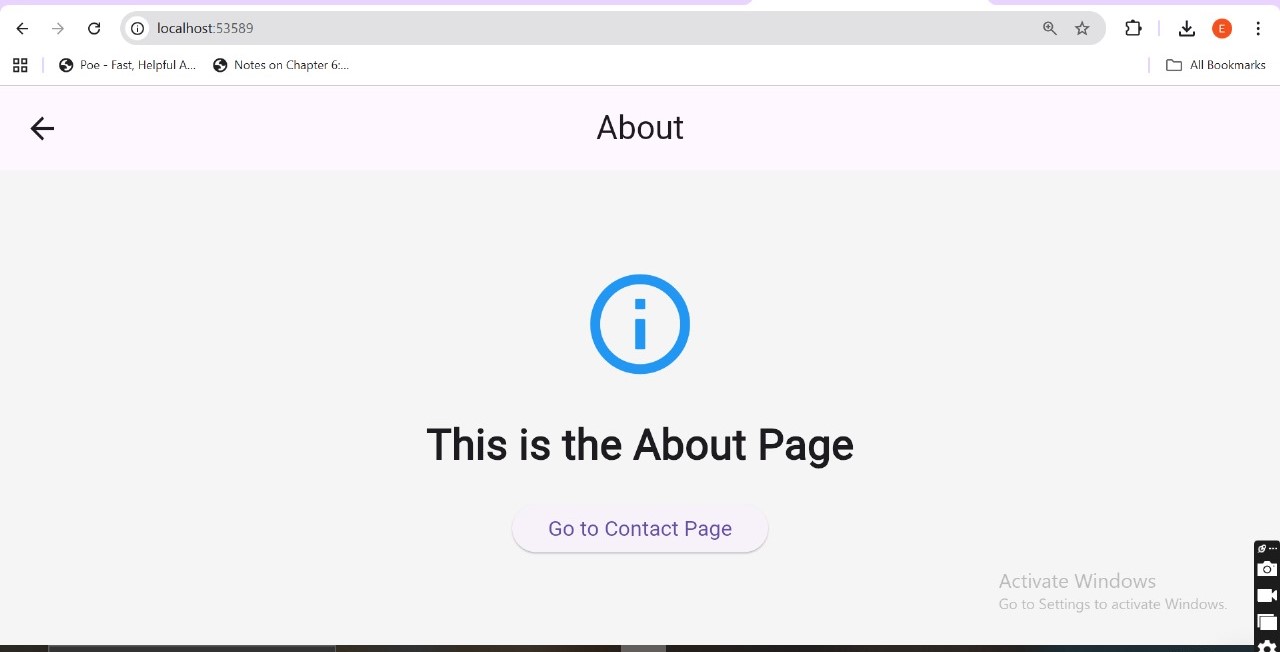 localhost:53589
E
Poe - Fast, Helpful A...
Notes on Chapter 6:...
All Bookmarks
About
This is the About Page
Go to Contact Page
Activate Windows
Go to Settings to activate Windows.